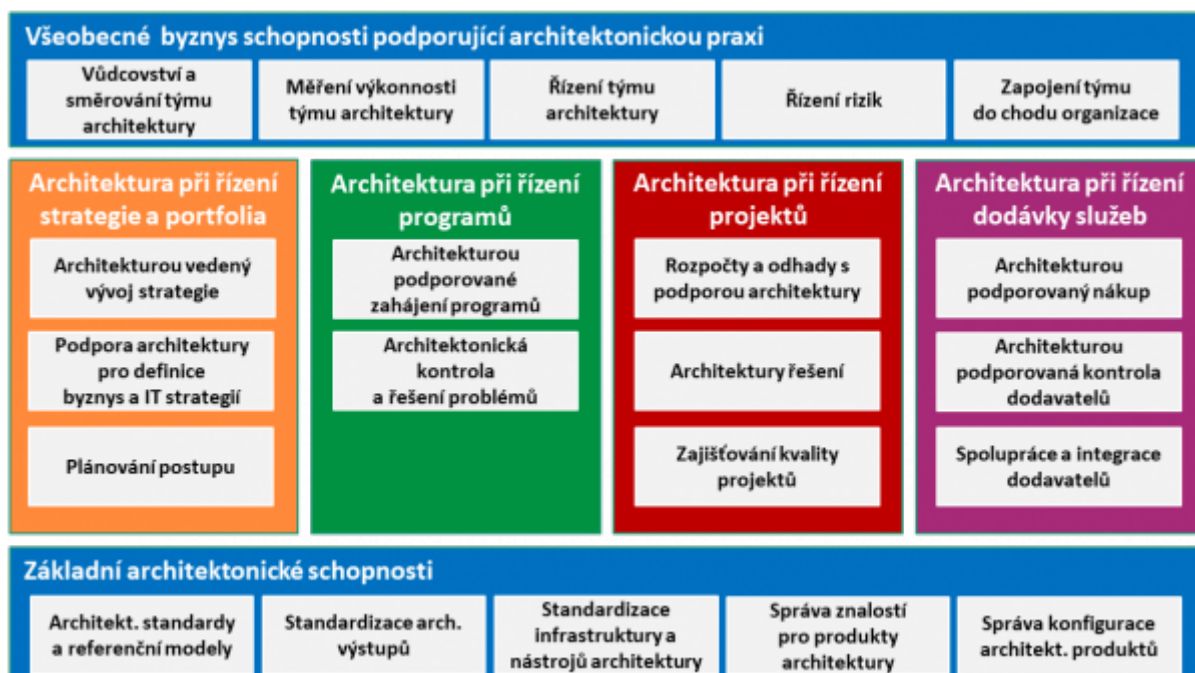 Všeobecné byznys schopnosti podporující architektonickou praxi
Vůdcovství a
směrování týmu
architektury
Měření výkonnosti
týmu architektury
Řízení týmu
architektury
Řízení rizik
Zapojení týmu
do chodu organizace
Architektura při řízení
strategie a portfolia
Architekturou vedený
vývoj strategie
Podpora architektury
pro definice
byznys a IT strategií
Plánování postupu
Architektura při řízení
programů
Architekturou
podporované
zahájení programů
Architektonická
kontrola
a řešení problémů
Architektura při řízení
projektů
Rozpočty a odhady s
podporou architektury
Architektury řešení
Zajišťování kvality
projektů
Architektura při řízení
dodávky služeb
Architekturou
podporovaný nákup
Architekturou
podporovaná kontrola
dodavatelů
Spolupráce a integrace
dodavatelů
Základní architektonické schopnosti
Architekt. standardy
a referenční modely
Standardizace arch.
výstupů
Standardizace
infrastruktury a
nástrojů architektury
Správa znalostí
pro produkty
architektury
Správa konfigurace
architekt. produktů